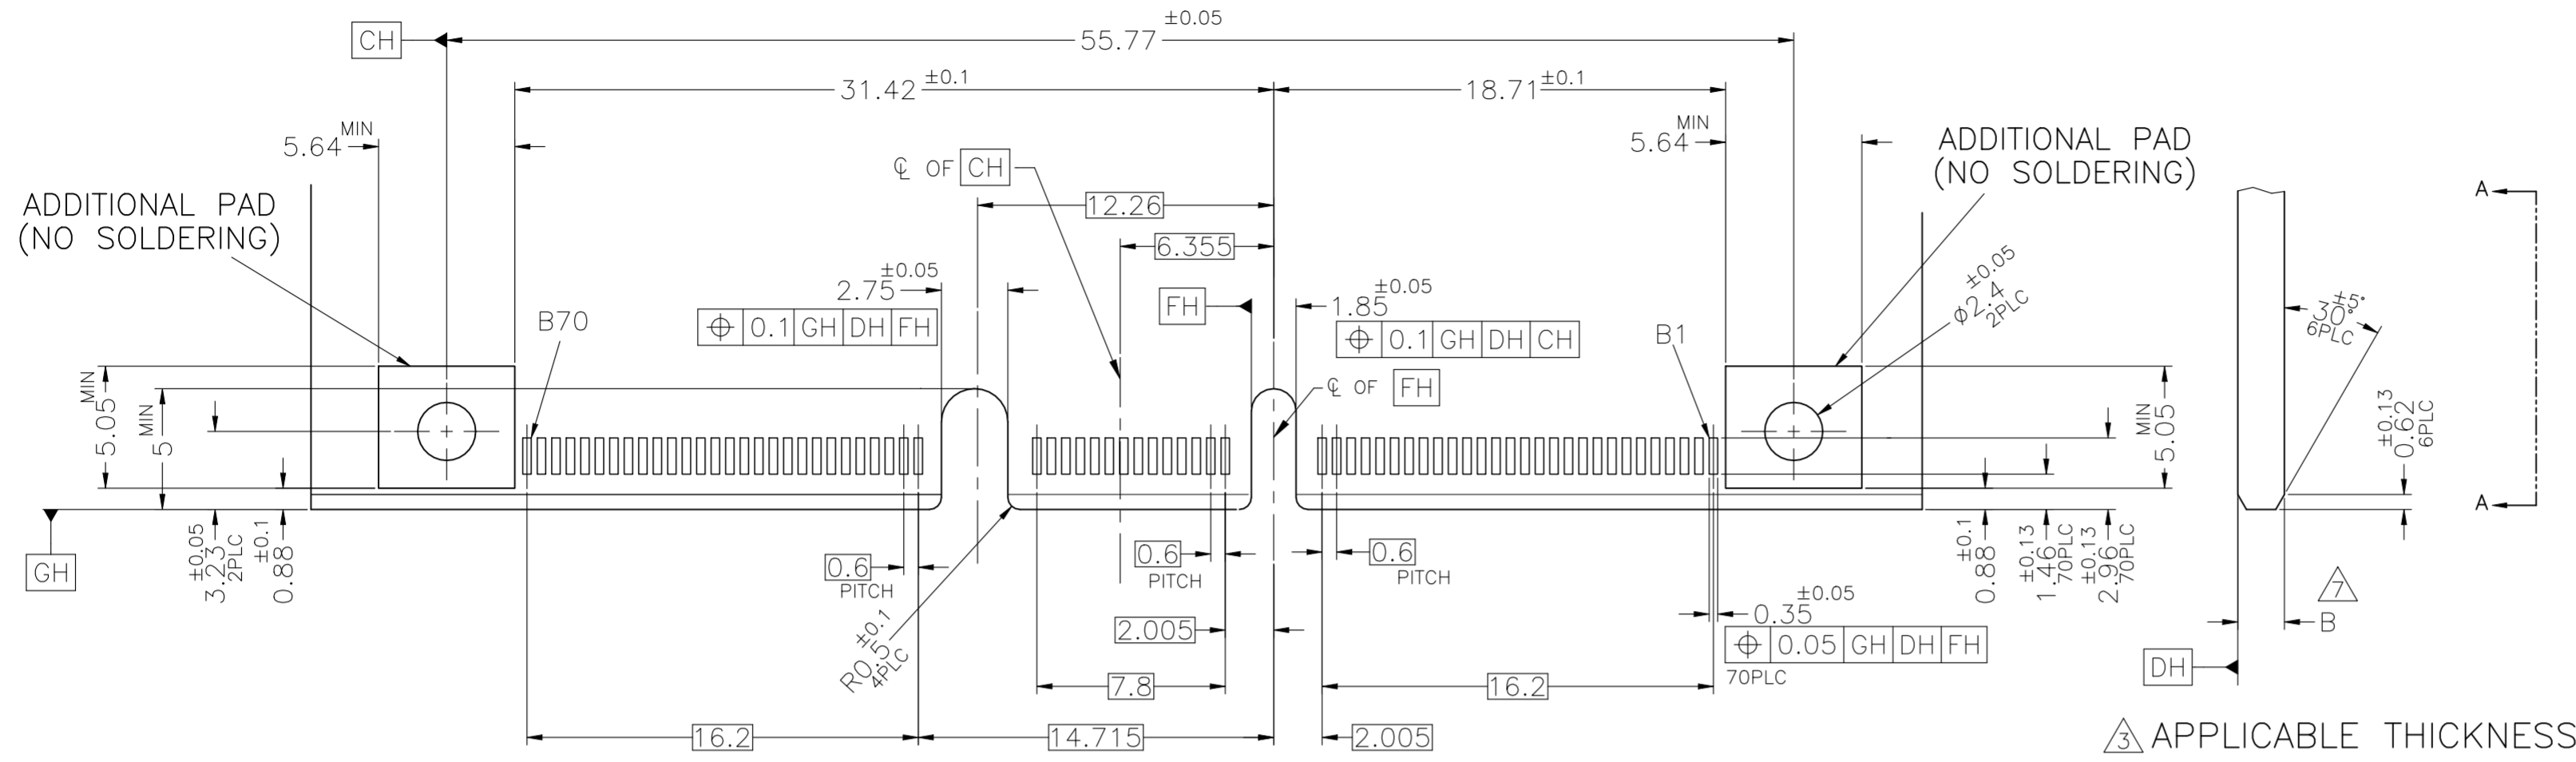 ±0.05
CH
55.77
31.42 ±0.1
18.71 ±0.1
MIN
5.64
MIN
5.64
ADDITIONAL PAD
(NO SOLDERING)
℄ OF CH
ADDITIONAL PAD
(NO SOLDERING)
12.26
6.355
A
±0.05
2.75
FH
±0.05
1.85
⌖ 0.1 GH DH FH
⌖ 0.1 GH DH CH
B70
B1
±0.05
ø2.4
2PLC
±5°
30°
6PLC
℄ OF FH
MIN
5.05
MIN
5
MIN
5.05
±0.13
0.62
6PLC
A
GH
±0.05
3.23
2PLC
±0.1
0.88
0.6
PITCH
0.6
PITCH
0.6
PITCH
±0.1
0.88
±0.13
1.46
70PLC
±0.13
2.96
70PLC
7
B
±0.1
R0.5
4PLC
2.005
±0.05
0.35
⌖ 0.05 GH DH FH
70PLC
DH
7.8
16.2
16.2
14.715
2.005
3 APPLICABLE THICKNESS